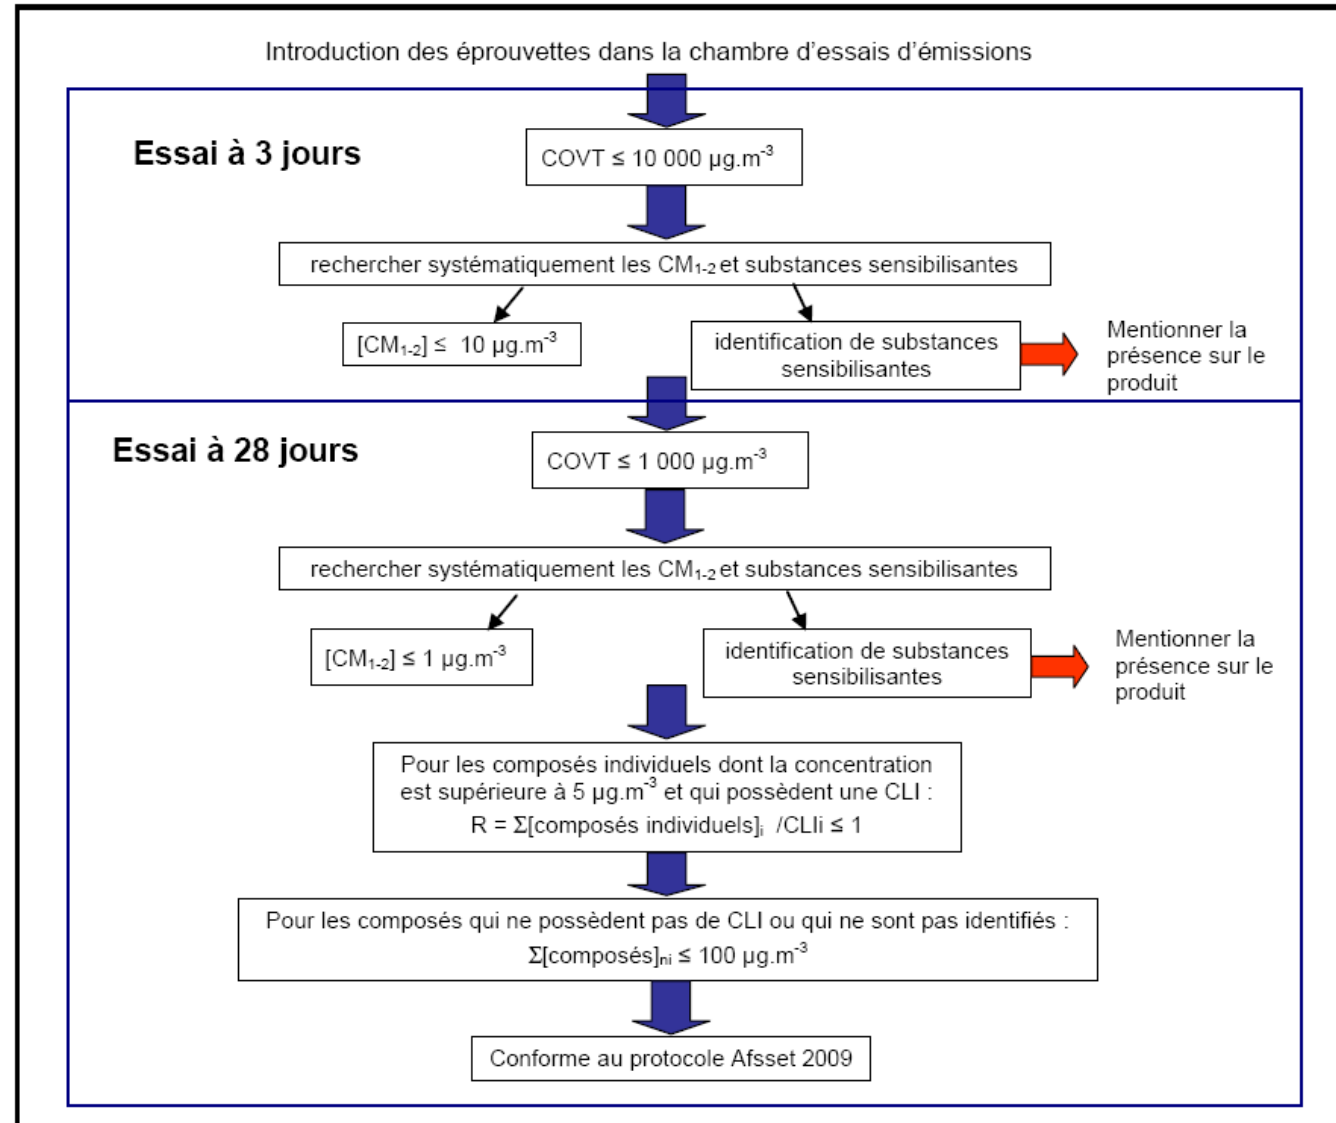 Introduction des éprouvettes dans la chambre d'essais d'émissions
Essai à 3 jours
COVT ≤ 10 000 µg.m⁻³
rechercher systématiquement les CM₁₋₂ et substances sensibilisantes
[CM₁₋₂] ≤ 10 µg.m⁻³
identification de substances
sensibilisantes
Mentionner la
présence sur le
produit
Essai à 28 jours
COVT ≤ 1 000 µg.m⁻³
rechercher systématiquement les CM₁₋₂ et substances sensibilisantes
[CM₁₋₂] ≤ 1 µg.m⁻³
identification de substances
sensibilisantes
Mentionner la
présence sur le
produit
Pour les composés individuels dont la concentration
est supérieure à 5 µg.m⁻³ et qui possèdent une CLI :
R = Σ[composés individuels]ᵢ /CLIi ≤ 1
Pour les composés qui ne possèdent pas de CLI ou qui ne sont pas identifiés :
Σ[composés]ₙᵢ ≤ 100 µg.m⁻³
Conforme au protocole Afsset 2009